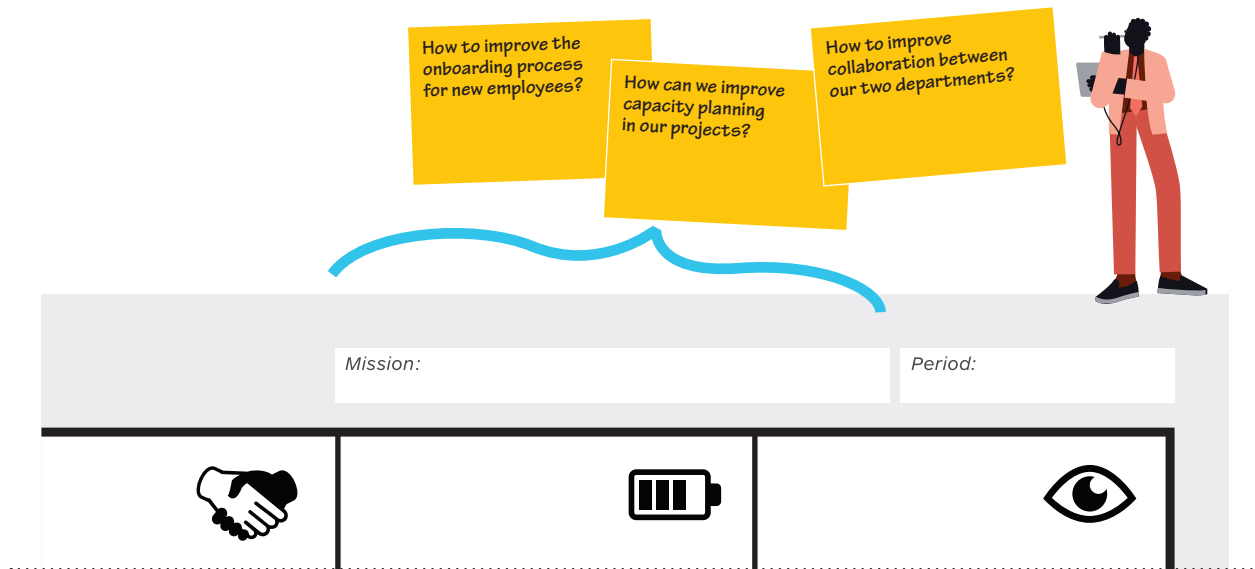 How to improve the
onboarding process
for new employees?
How can we improve
capacity planning
in our projects?
How to improve
collaboration between
our two departments?
Mission:
Period: